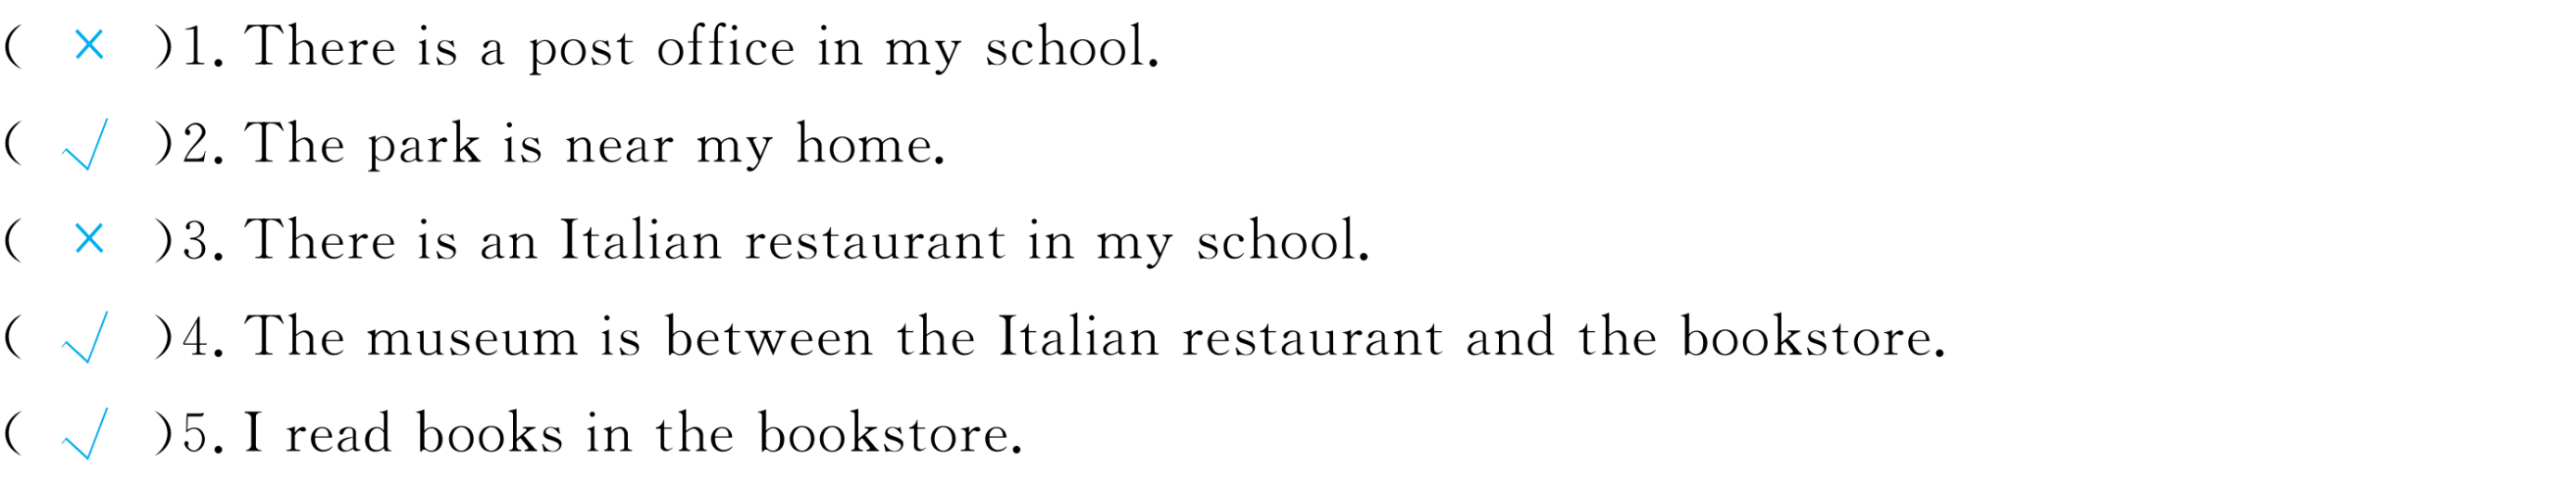 ( × )1. There is a post office in my school.
( √ )2. The park is near my home.
( × )3. There is an Italian restaurant in my school.
( √ )4. The museum is between the Italian restaurant and the bookstore.
( √ )5. I read books in the bookstore.